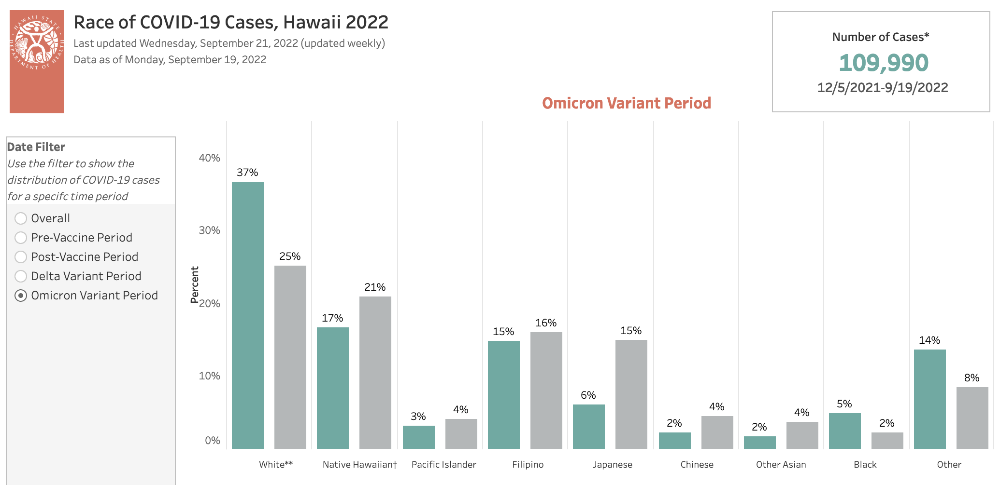 HAWAII STATE
DEPARTMENT OF HEALTH
Race of COVID-19 Cases, Hawaii 2022
Last updated Wednesday, September 21, 2022 (updated weekly)
Data as of Monday, September 19, 2022
Number of Cases*
109,990
12/5/2021-9/19/2022
Omicron Variant Period
Date Filter
Use the filter to show the
distribution of COVID-19 cases
for a specifc time period
Overall
Pre-Vaccine Period
Post-Vaccine Period
Delta Variant Period
Omicron Variant Period
Percent
40%
30%
20%
10%
0%
37%
25%
17%
21%
3%
4%
15%
16%
6%
15%
2%
4%
2%
4%
5%
2%
14%
8%
White**
Native Hawaiian†
Pacific Islander
Filipino
Japanese
Chinese
Other Asian
Black
Other